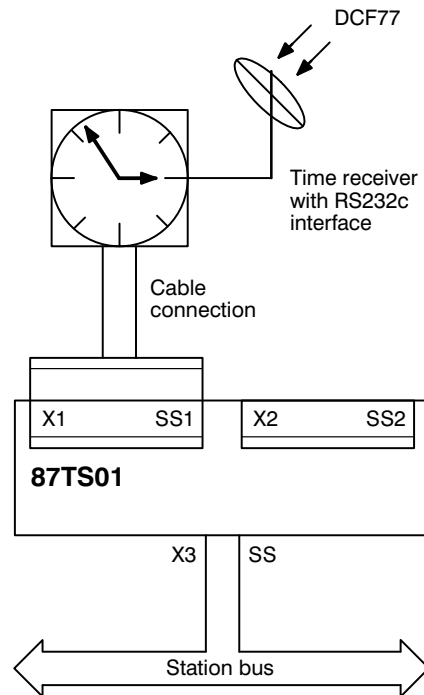 DCF77
Time receiver
with RS232c
interface
Cable
connection
X1 SS1 X2 SS2
87TS01
X3 SS
Station bus